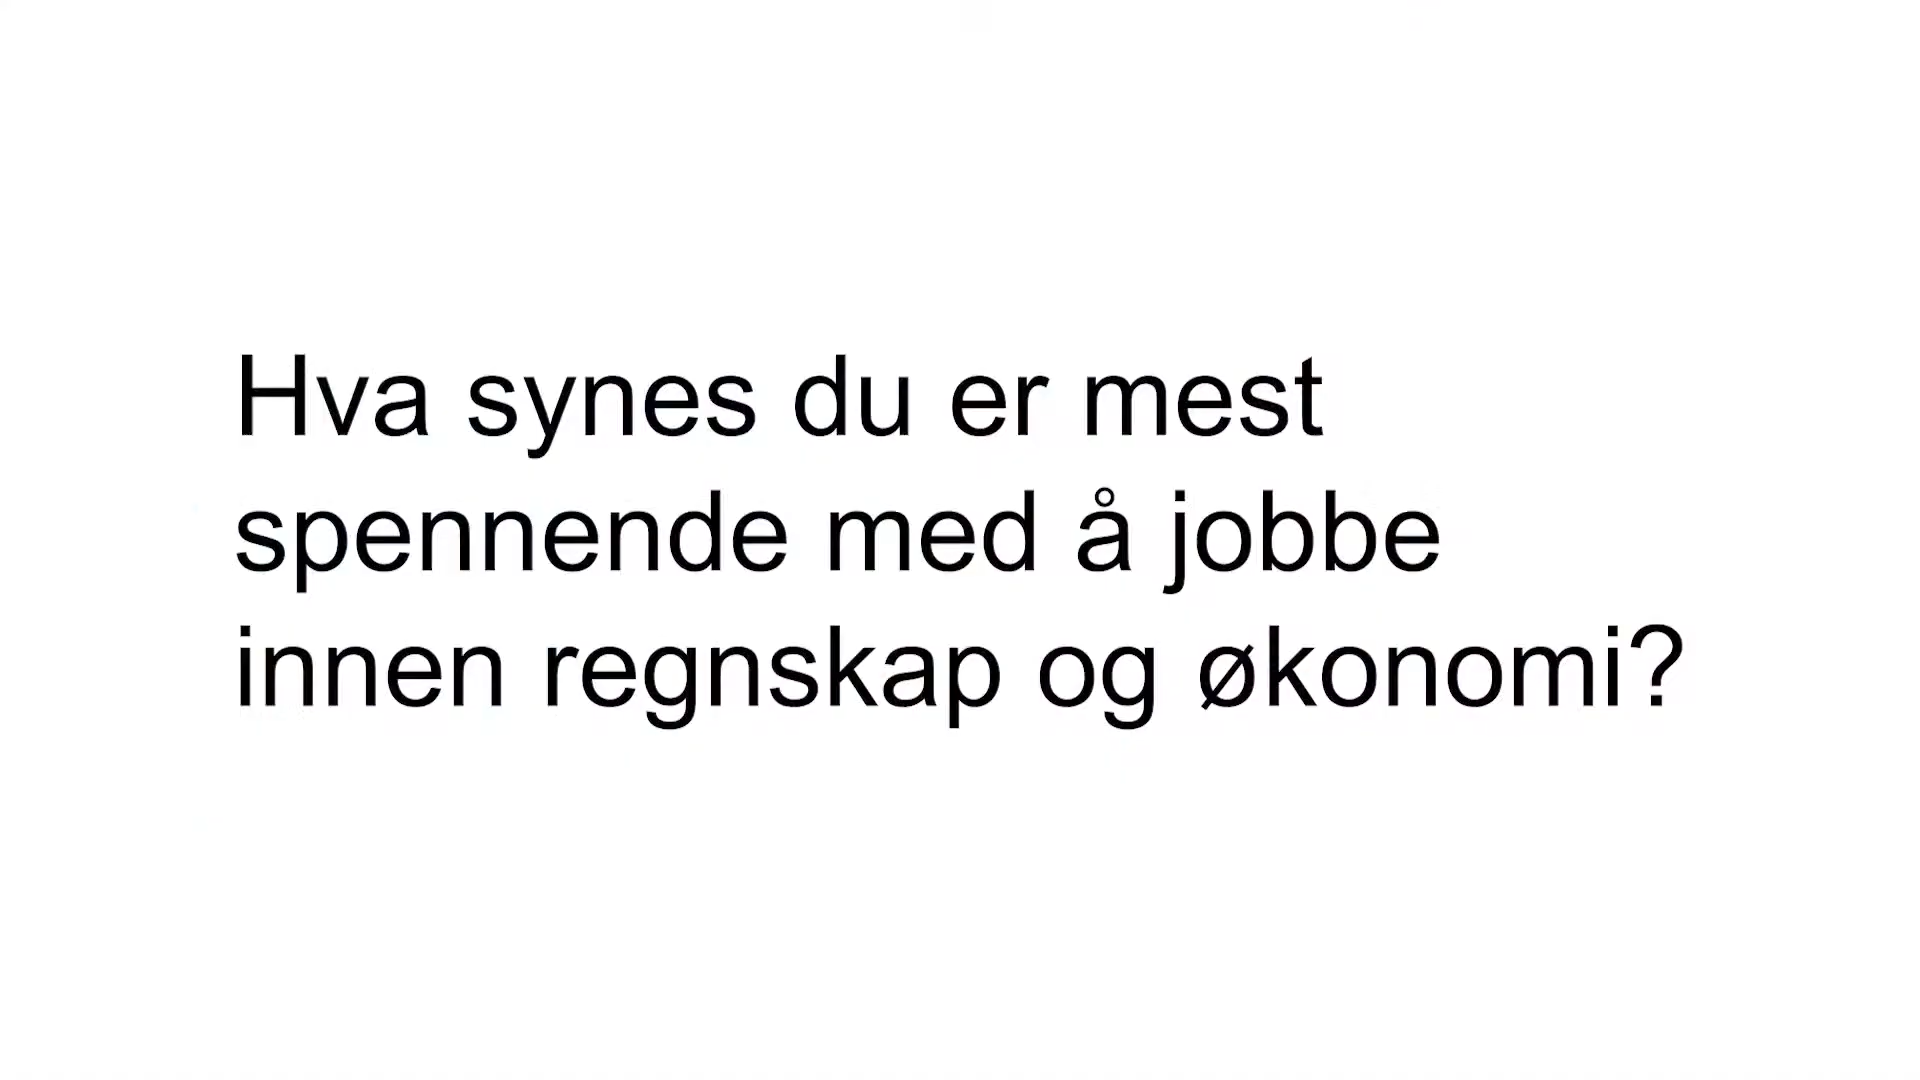 Hva synes du er mest
spennende med å jobbe
innen regnskap og økonomi?